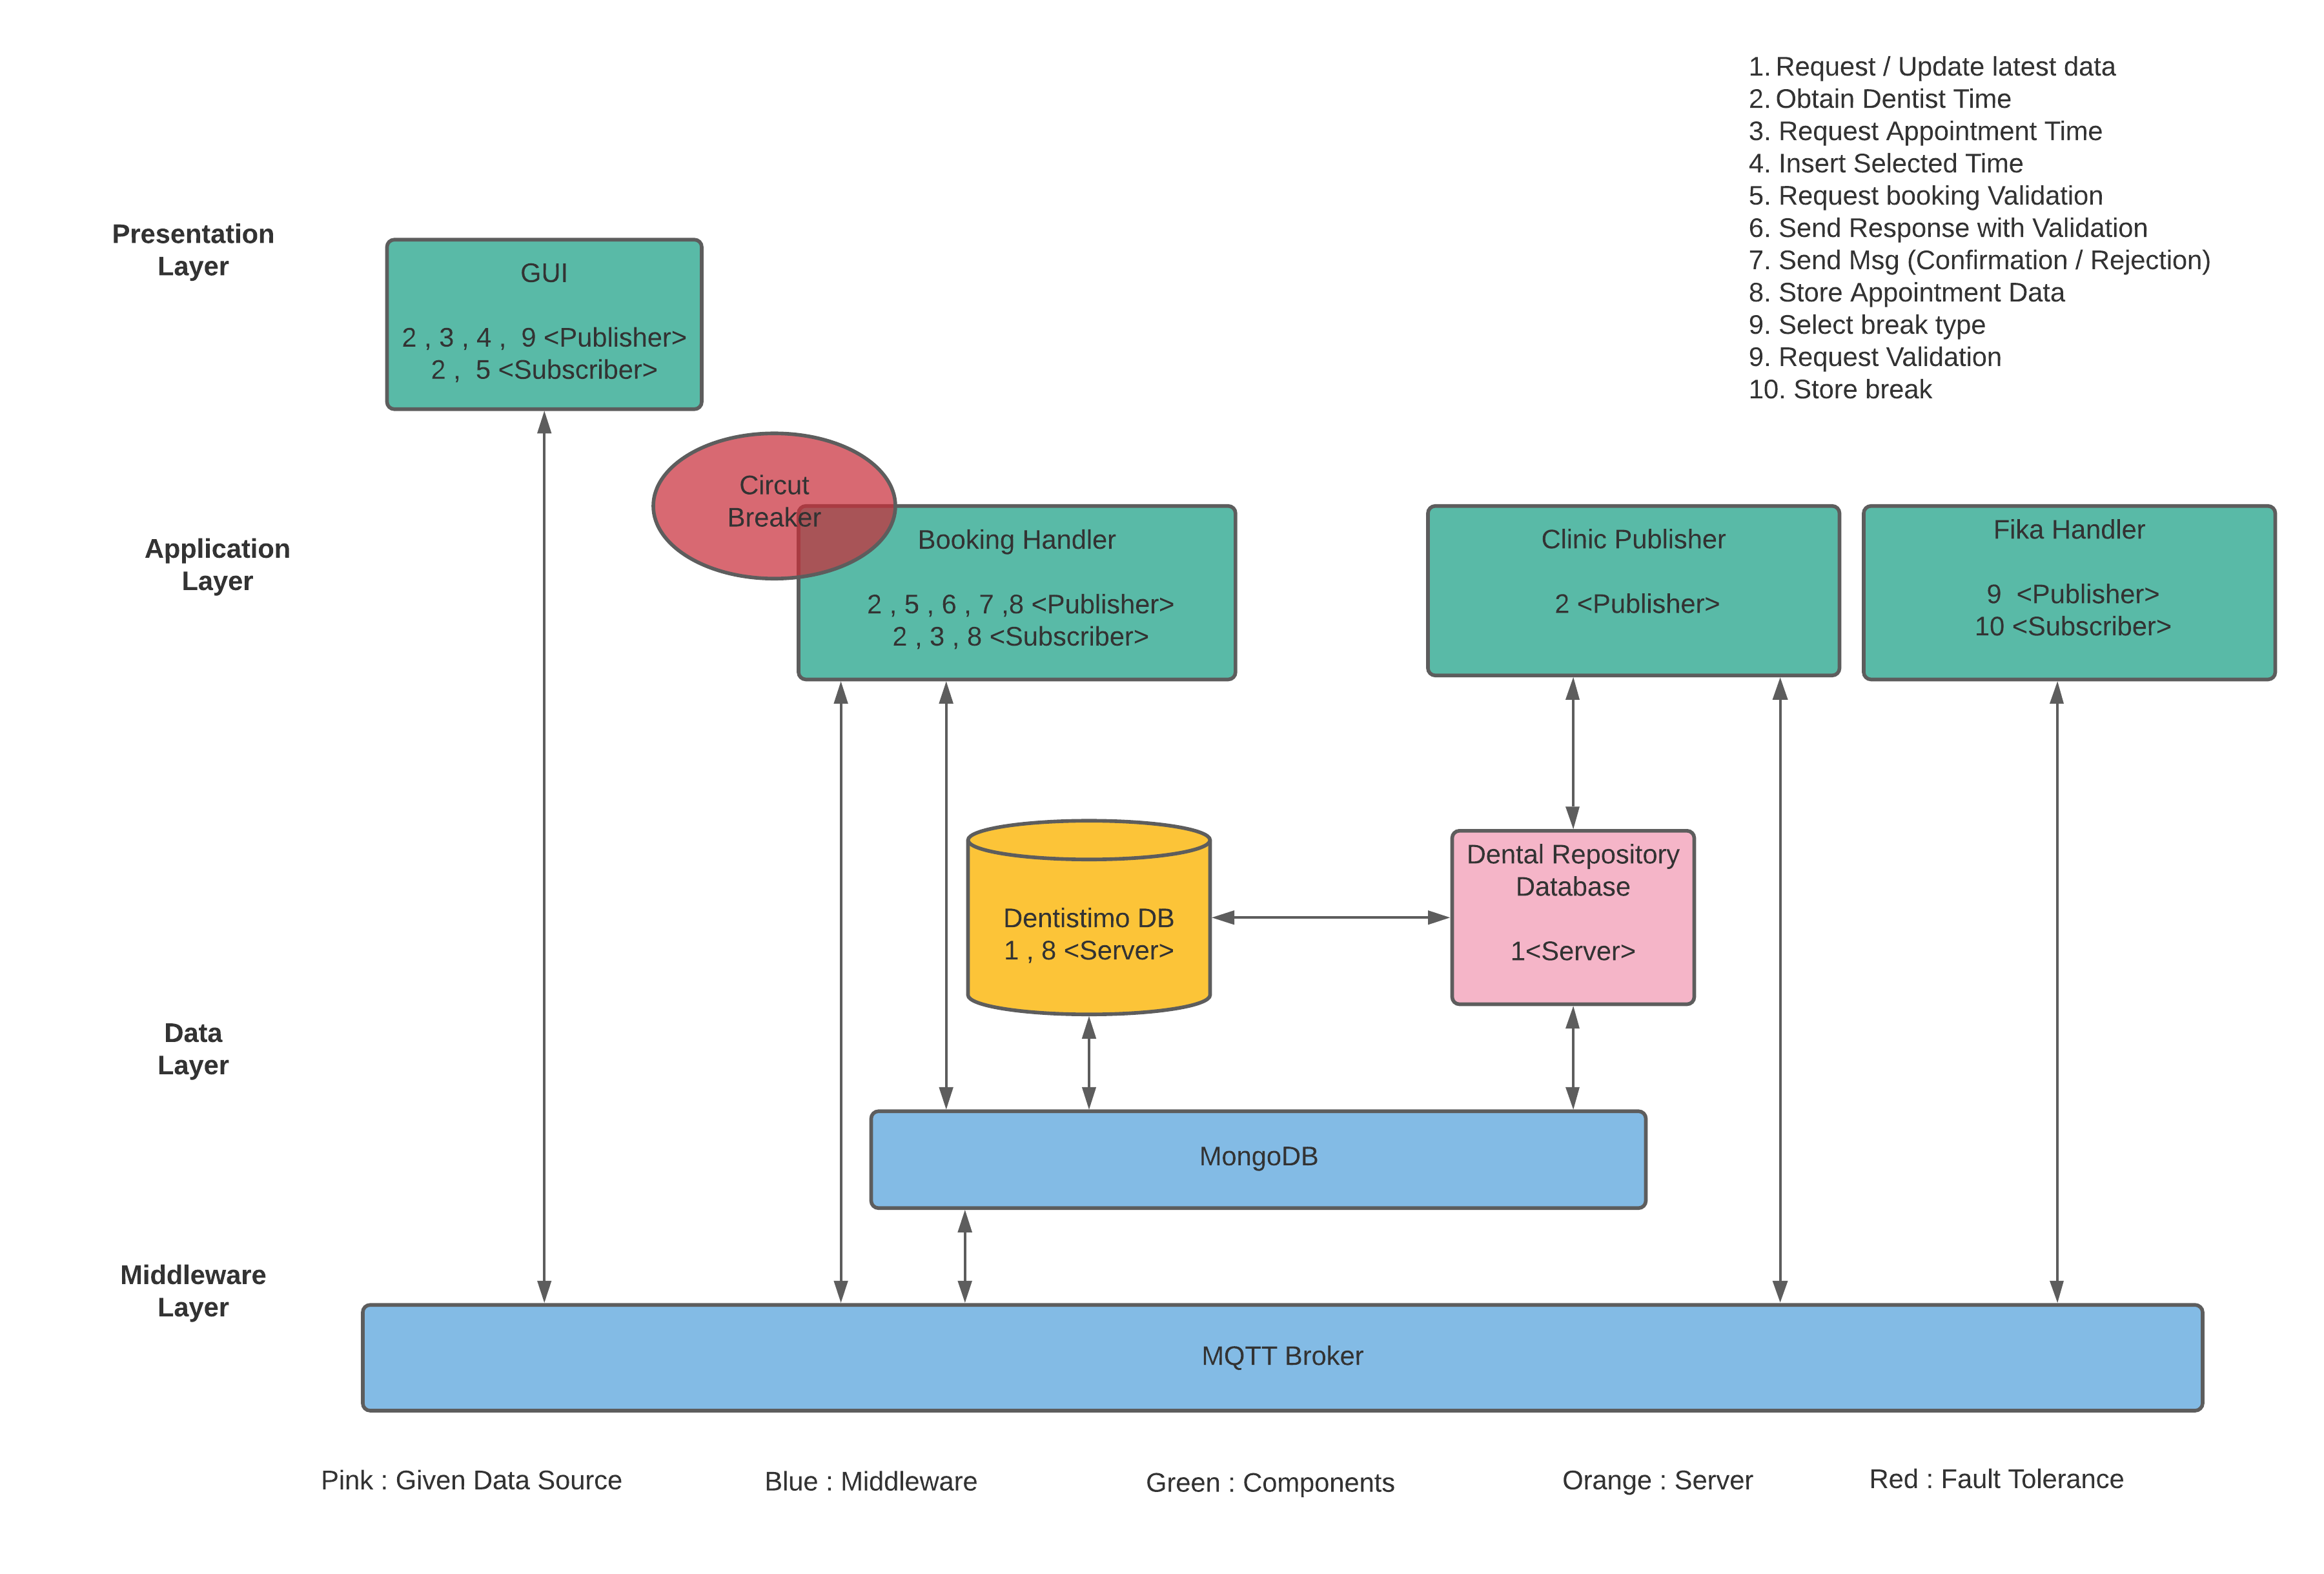 1. Request / Update latest data
2. Obtain Dentist Time
3. Request Appointment Time
4. Insert Selected Time
5. Request booking Validation
6. Send Response with Validation
7. Send Msg (Confirmation / Rejection)
8. Store Appointment Data
9. Select break type
9. Request Validation
10. Store break
Presentation
Layer
GUI
2 , 3 , 4 ,  9 <Publisher>
2 ,  5 <Subscriber>
Application
Layer
Circut
Breaker
Booking Handler
2 , 5 , 6 , 7 ,8 <Publisher>
2 , 3 , 8 <Subscriber>
Clinic Publisher
2 <Publisher>
Fika Handler
9  <Publisher>
10 <Subscriber>
Data
Layer
Dentistimo DB
1 , 8 <Server>
Dental Repository
Database
1<Server>
MongoDB
Middleware
Layer
MQTT Broker
Pink : Given Data Source
Blue : Middleware
Green : Components
Orange : Server
Red : Fault Tolerance